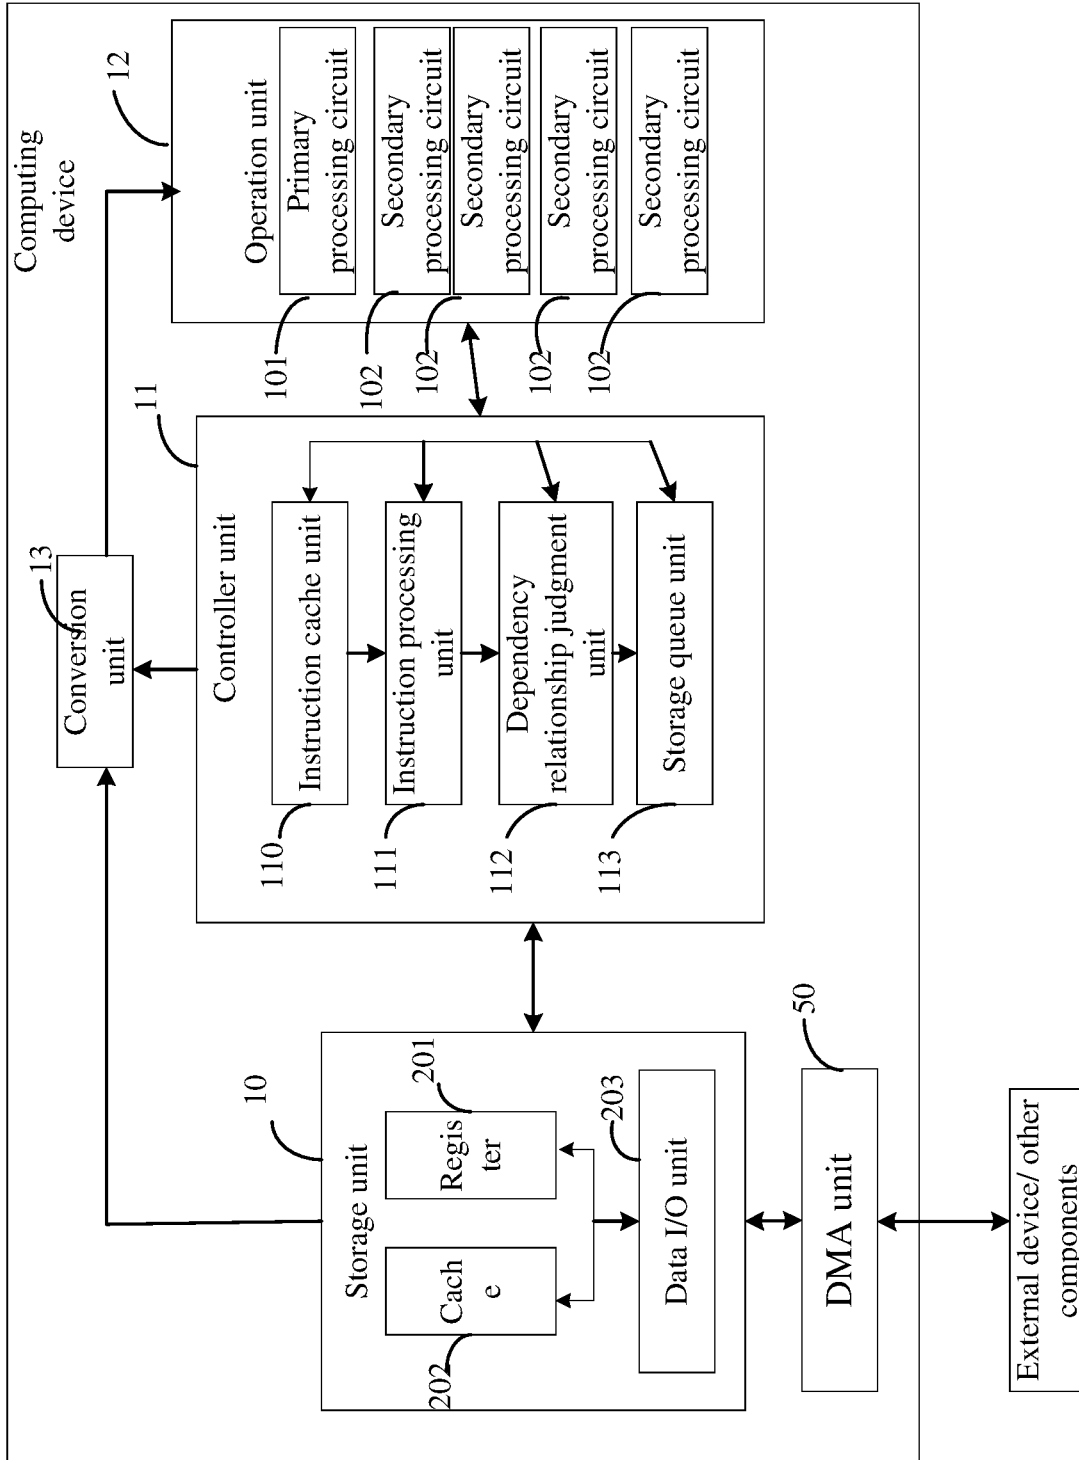 Computing
device
13
Conversion
unit
12
Operation unit
101
Primary
processing circuit
102
Secondary
processing circuit
102
Secondary
processing circuit
102
Secondary
processing circuit
102
Secondary
processing circuit
11
Controller unit
110
Instruction cache unit
111
Instruction processing
unit
112
Dependency
relationship judgment
unit
113
Storage queue unit
10
Storage unit
202
Cach
e
201
Regis
ter
203
Data I/O unit
50
DMA unit
External device/ other
components